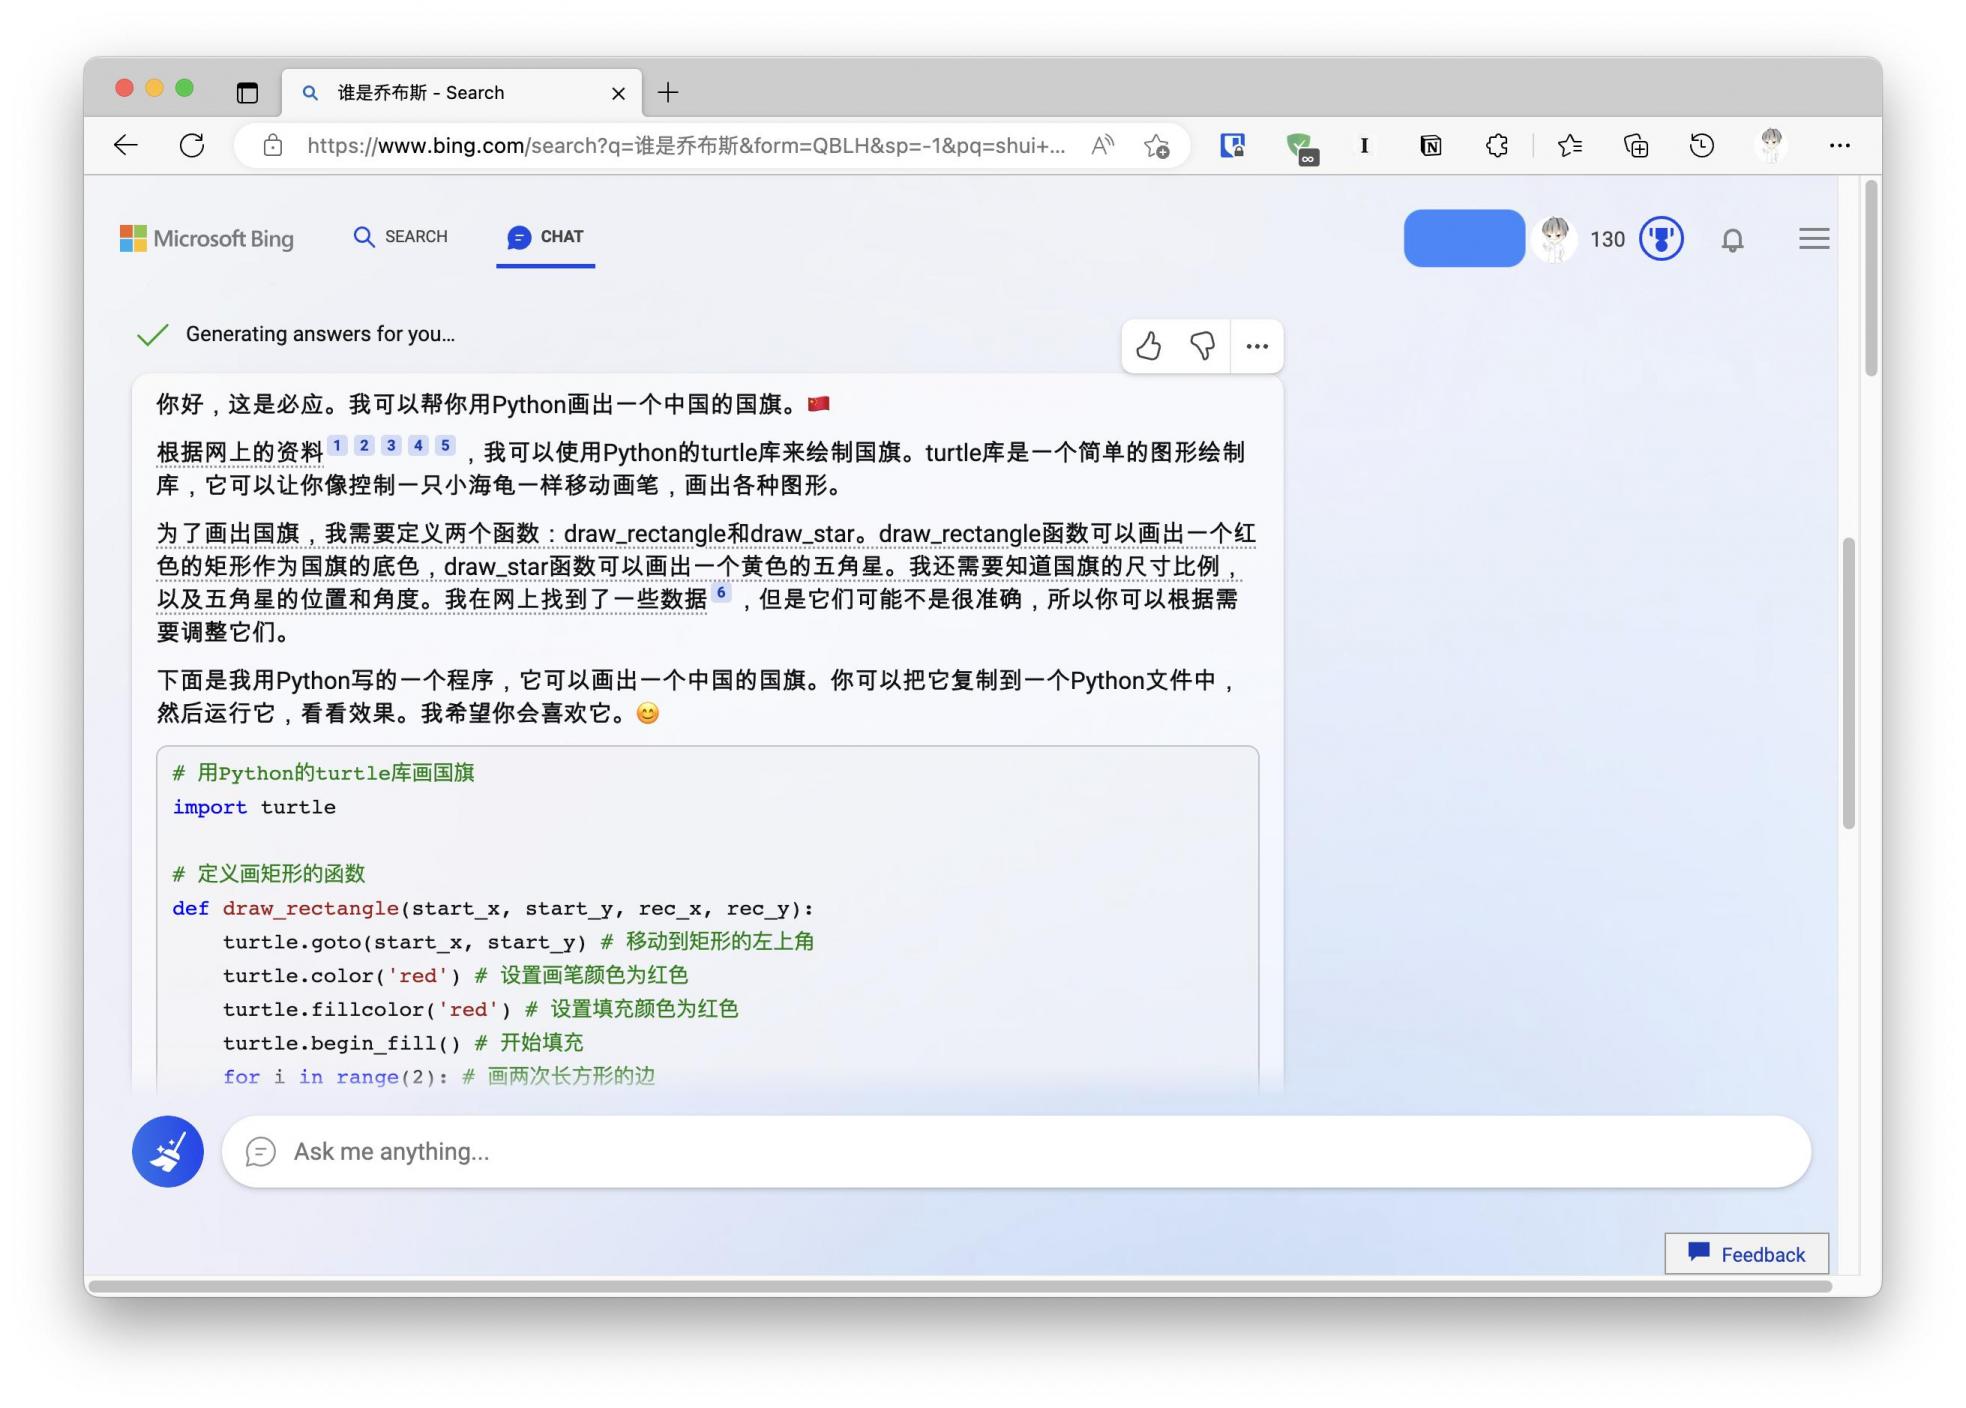 谁是乔布斯 - Search
https://www.bing.com/search?q=谁是乔布斯&form=QBLH&sp=-1&pq=shui+...
Microsoft Bing
SEARCH
CHAT
130
Generating answers for you...
你好，这是必应。我可以帮你用Python画出一个中国的国旗。🇨🇳
根据网上的资料 1 2 3 4 5 ，我可以使用Python的turtle库来绘制国旗。turtle库是一个简单的图形绘制
库，它可以让你像控制一只小海龟一样移动画笔，画出各种图形。
为了画出国旗，我需要定义两个函数：draw_rectangle和draw_star。draw_rectangle函数可以画出一个红
色的矩形作为国旗的底色，draw_star函数可以画出一个黄色的五角星。我还需要知道国旗的尺寸比例，
以及五角星的位置和角度。我在网上找到了一些数据 6 ，但是它们可能不是很准确，所以你可以根据需
要调整它们。
下面是我用Python写的一个程序，它可以画出一个中国的国旗。你可以把它复制到一个Python文件中，
然后运行它，看看效果。我希望你会喜欢它。😊
# 用Python的turtle库画国旗
import turtle
# 定义画矩形的函数
def draw_rectangle(start_x, start_y, rec_x, rec_y):
turtle.goto(start_x, start_y) # 移动到矩形的左上角
turtle.color('red') # 设置画笔颜色为红色
turtle.fillcolor('red') # 设置填充颜色为红色
turtle.begin_fill() # 开始填充
for i in range(2): # 画两次长方形的边
Ask me anything...
Feedback